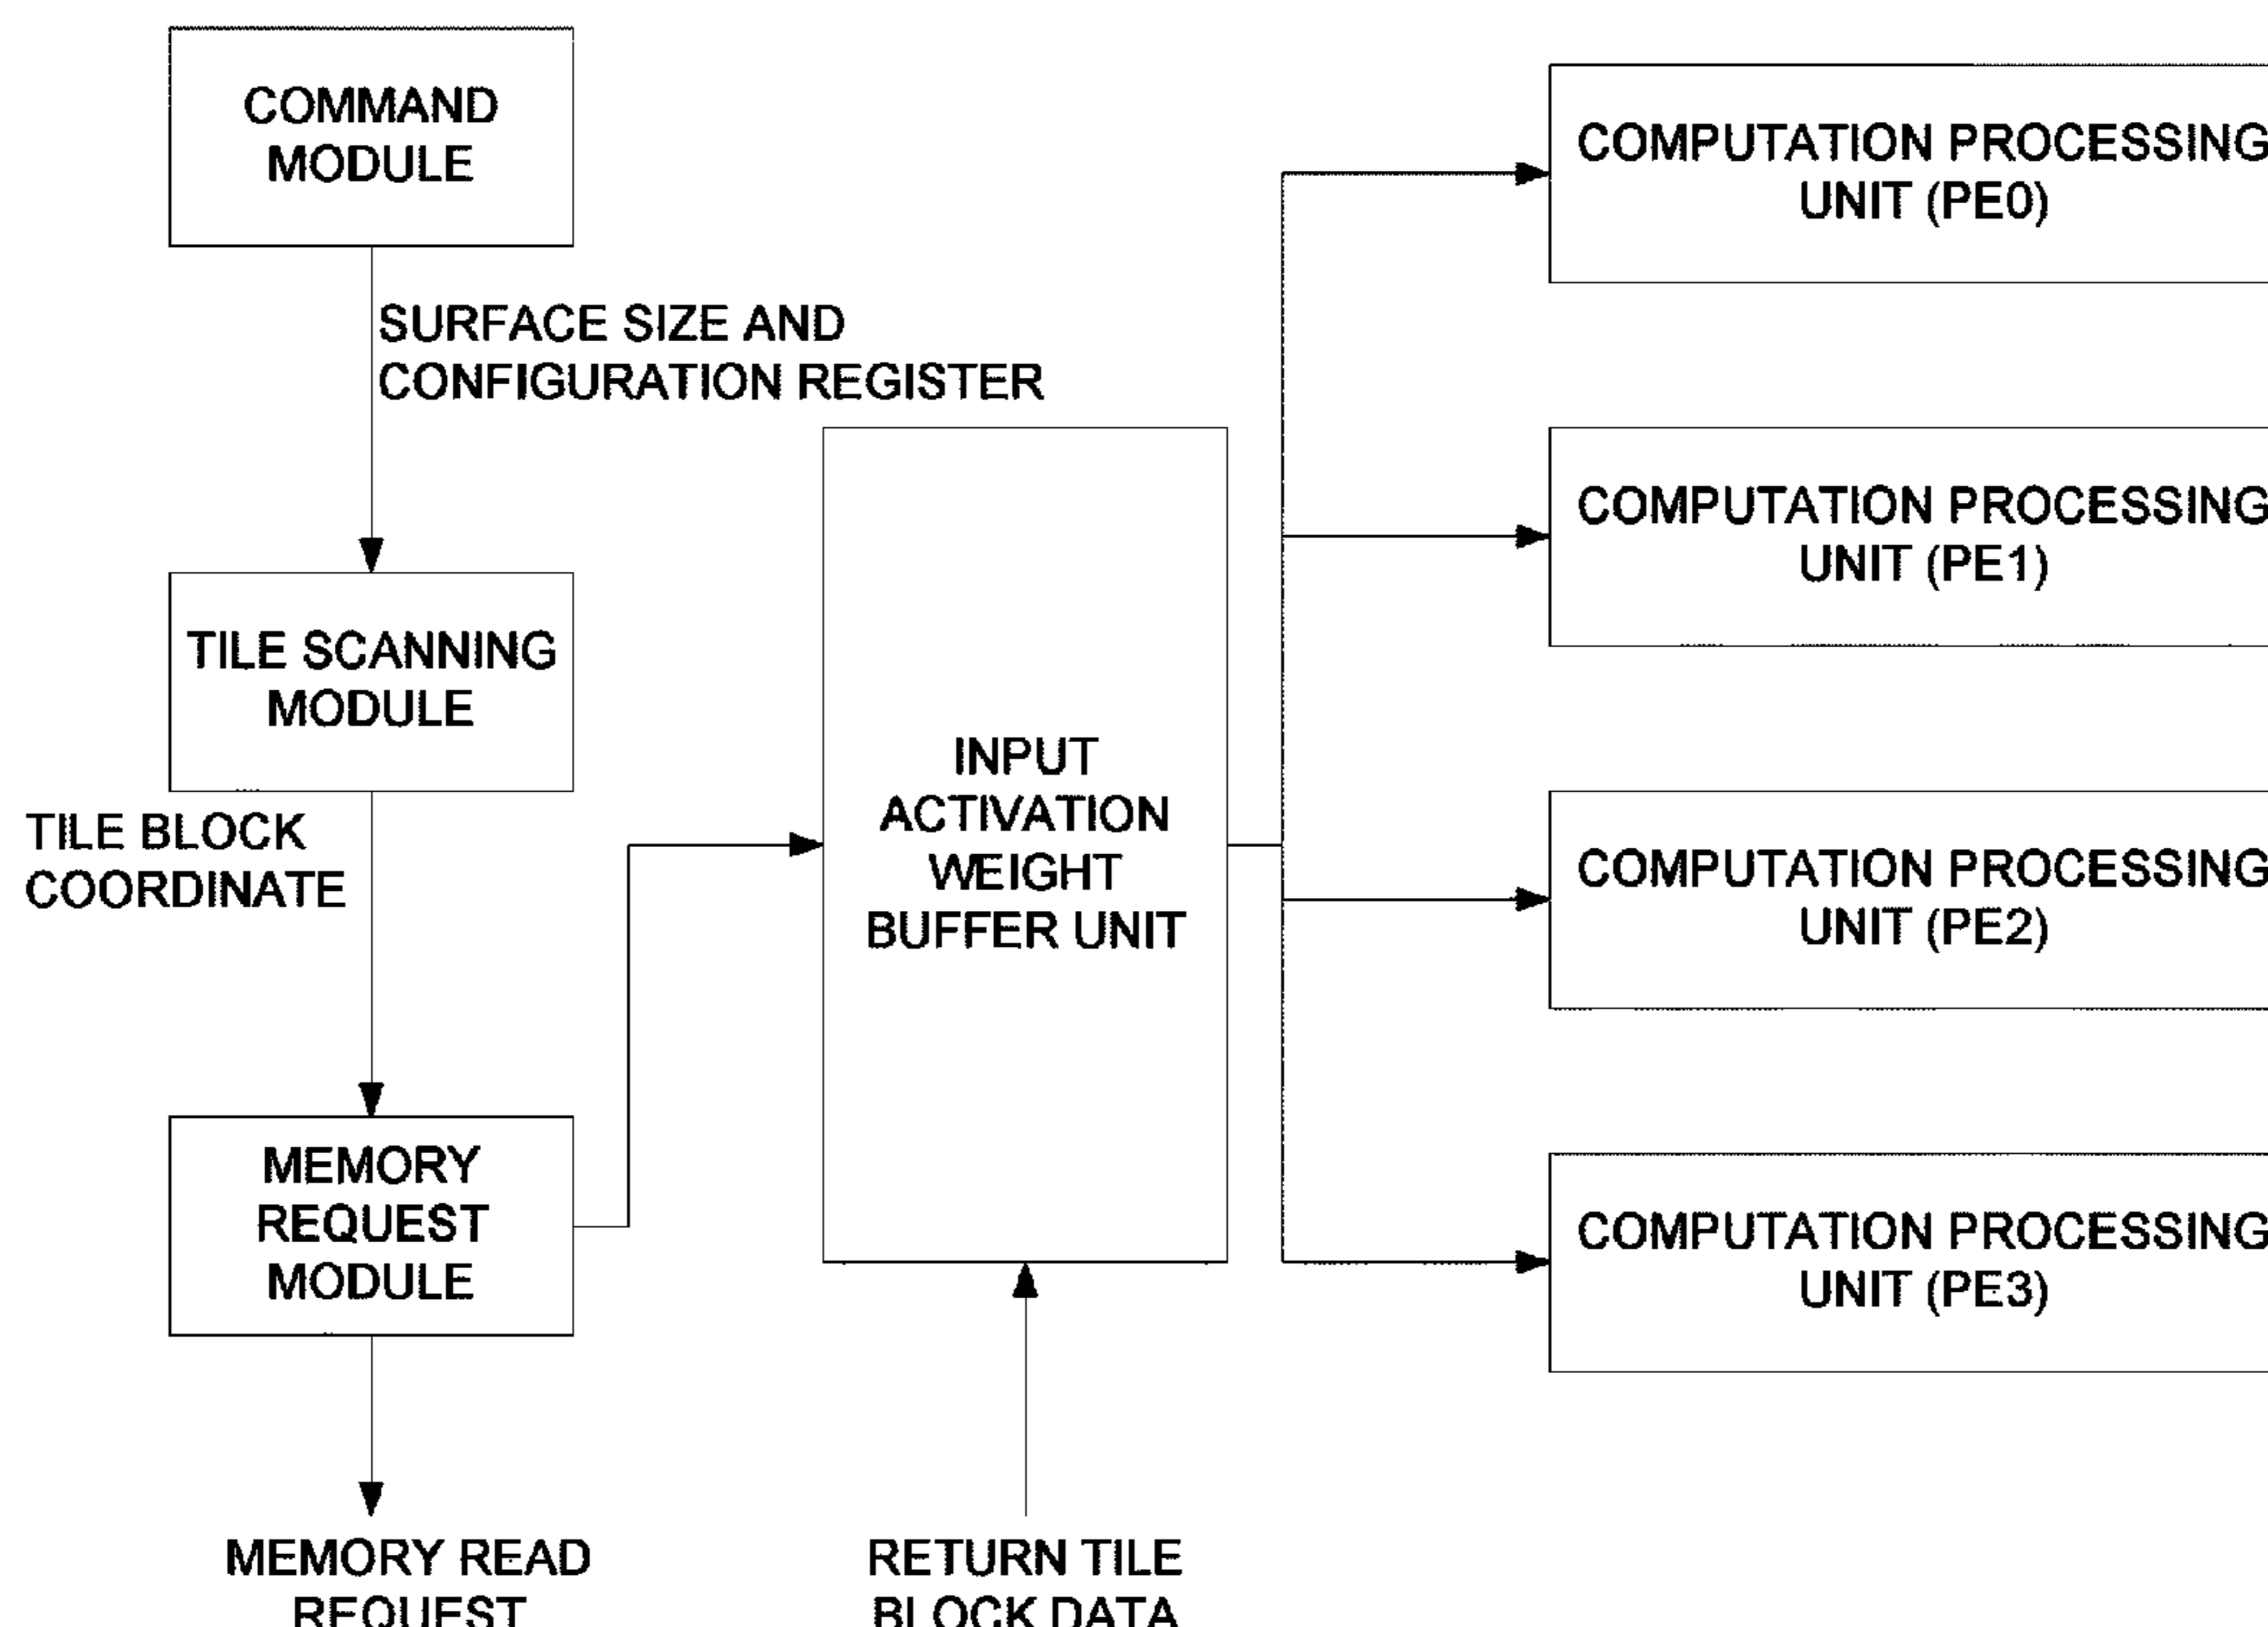 COMMAND
MODULE
SURFACE SIZE AND
CONFIGURATION REGISTER
TILE SCANNING
MODULE
TILE BLOCK
COORDINATE
MEMORY
REQUEST
MODULE
MEMORY READ
REQUEST
INPUT
ACTIVATION
WEIGHT
BUFFER UNIT
RETURN TILE
BLOCK DATA
COMPUTATION PROCESSING
UNIT (PE0)
COMPUTATION PROCESSING
UNIT (PE1)
COMPUTATION PROCESSING
UNIT (PE2)
COMPUTATION PROCESSING
UNIT (PE3)